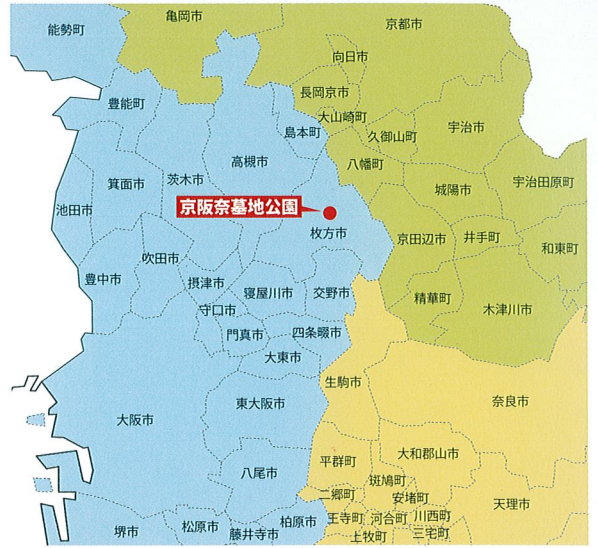 亀岡市
京都市
能勢町
向日市
長岡京市
豊能町
大山崎町
島本町
久御山町
宇治市
高槻市
八幡町
茨木市
箕面市
宇治田原町
城陽市
京阪奈墓地公園
池田市
枚方市
京田辺市
井手町
和東町
吹田市
豊中市
摂津市
寝屋川市
交野市
精華町
守口市
木津川市
門真市
四条畷市
大東市
生駒市
東大阪市
奈良市
大阪市
平群町
大和郡山市
八尾市
斑鳩町
二郷町
安堵町
天理市
堺市
松原市
藤井寺市
柏原市
王寺町
河合町
川西町
上牧町
三宅町